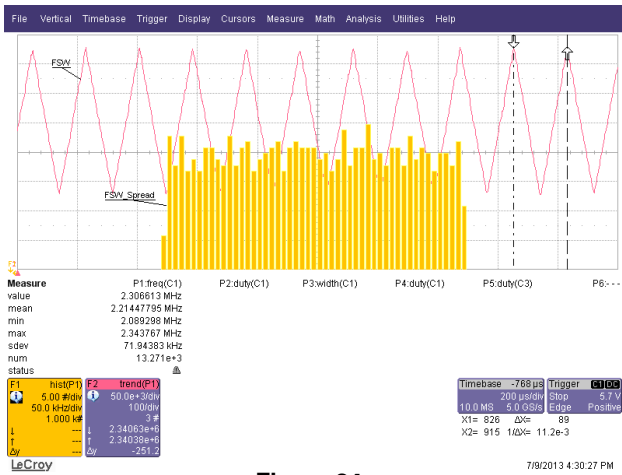 File Vertical Timebase Trigger Display Cursors Measure Math Analysis Utilities Help
FSW
FSW_Spread
F2
Measure P1:freq(C1) P2:duty(C1) P3:width(C1) P4:duty(C1) P5:duty(C3) P6:- - -
value 2.306613 MHz
mean 2.21447795 MHz
min 2.089298 MHz
max 2.343767 MHz
sdev 71.94383 kHz
num 13.271e+3
status
F1 hist(P1)
5.00 #/div
50.0 kHz/div
1.000 k#
↓ ---
↑ ---
Δy ---
F2 trend(P1)
50.0e+3/div
100/div
3 #
↓ 2.34063e+6
↑ 2.34038e+6
Δy -251.2
Timebase -768 µs
200 µs/div
10.0 MS 5.0 GS/s
Trigger C1 DC
Stop 5.7 V
Edge Positive
X1= 826 ΔX= 89
X2= 915 1/ΔX= 11.2e-3
LeCroy
7/9/2013 4:30:27 PM